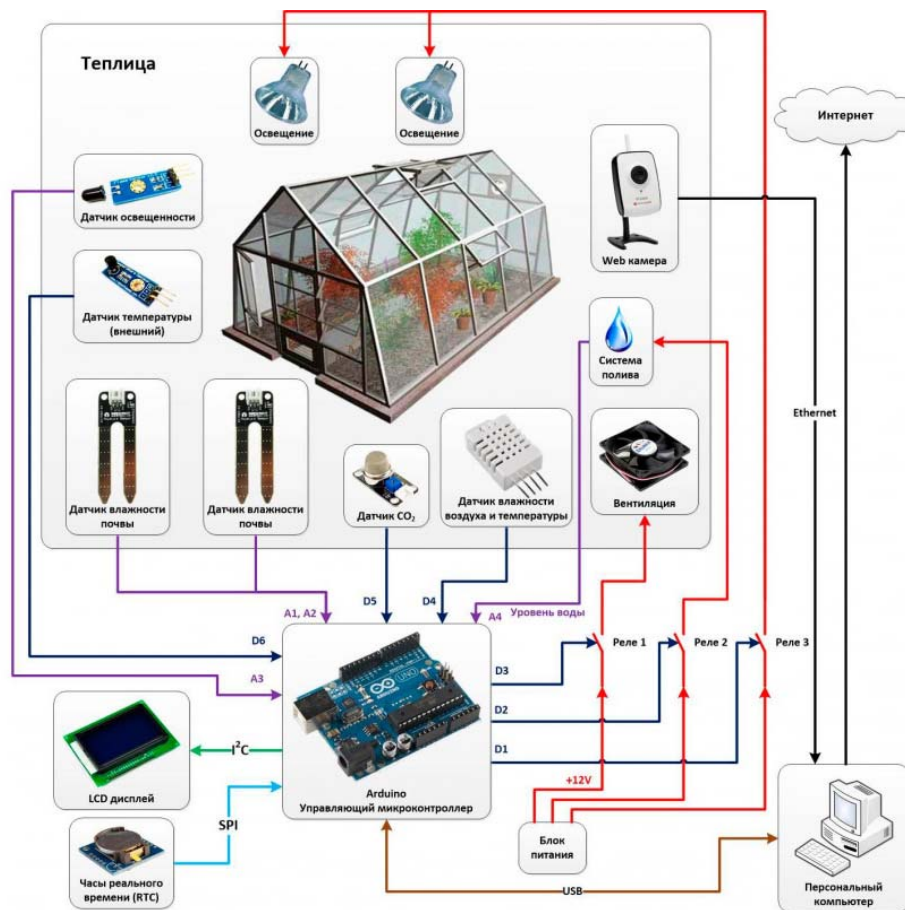 Теплица
Освещение
Освещение
Интернет
Датчик освещенности
Web камера
Датчик температуры
(внешний)
Система
полива
Ethernet
Датчик влажности
почвы
Датчик влажности
почвы
Датчик CO₂
Датчик влажности
воздуха и температуры
Вентиляция
A1, A2
D5
D4
A4
Уровень воды
D6
A3
D3
D2
D1
Реле 1
Реле 2
Реле 3
UNO
ARDUINO
I²C
LCD дисплей
Arduino
Управляющий микроконтроллер
+12V
SPI
Блок
питания
Часы реального
времени (RTC)
USB
Персональный
компьютер